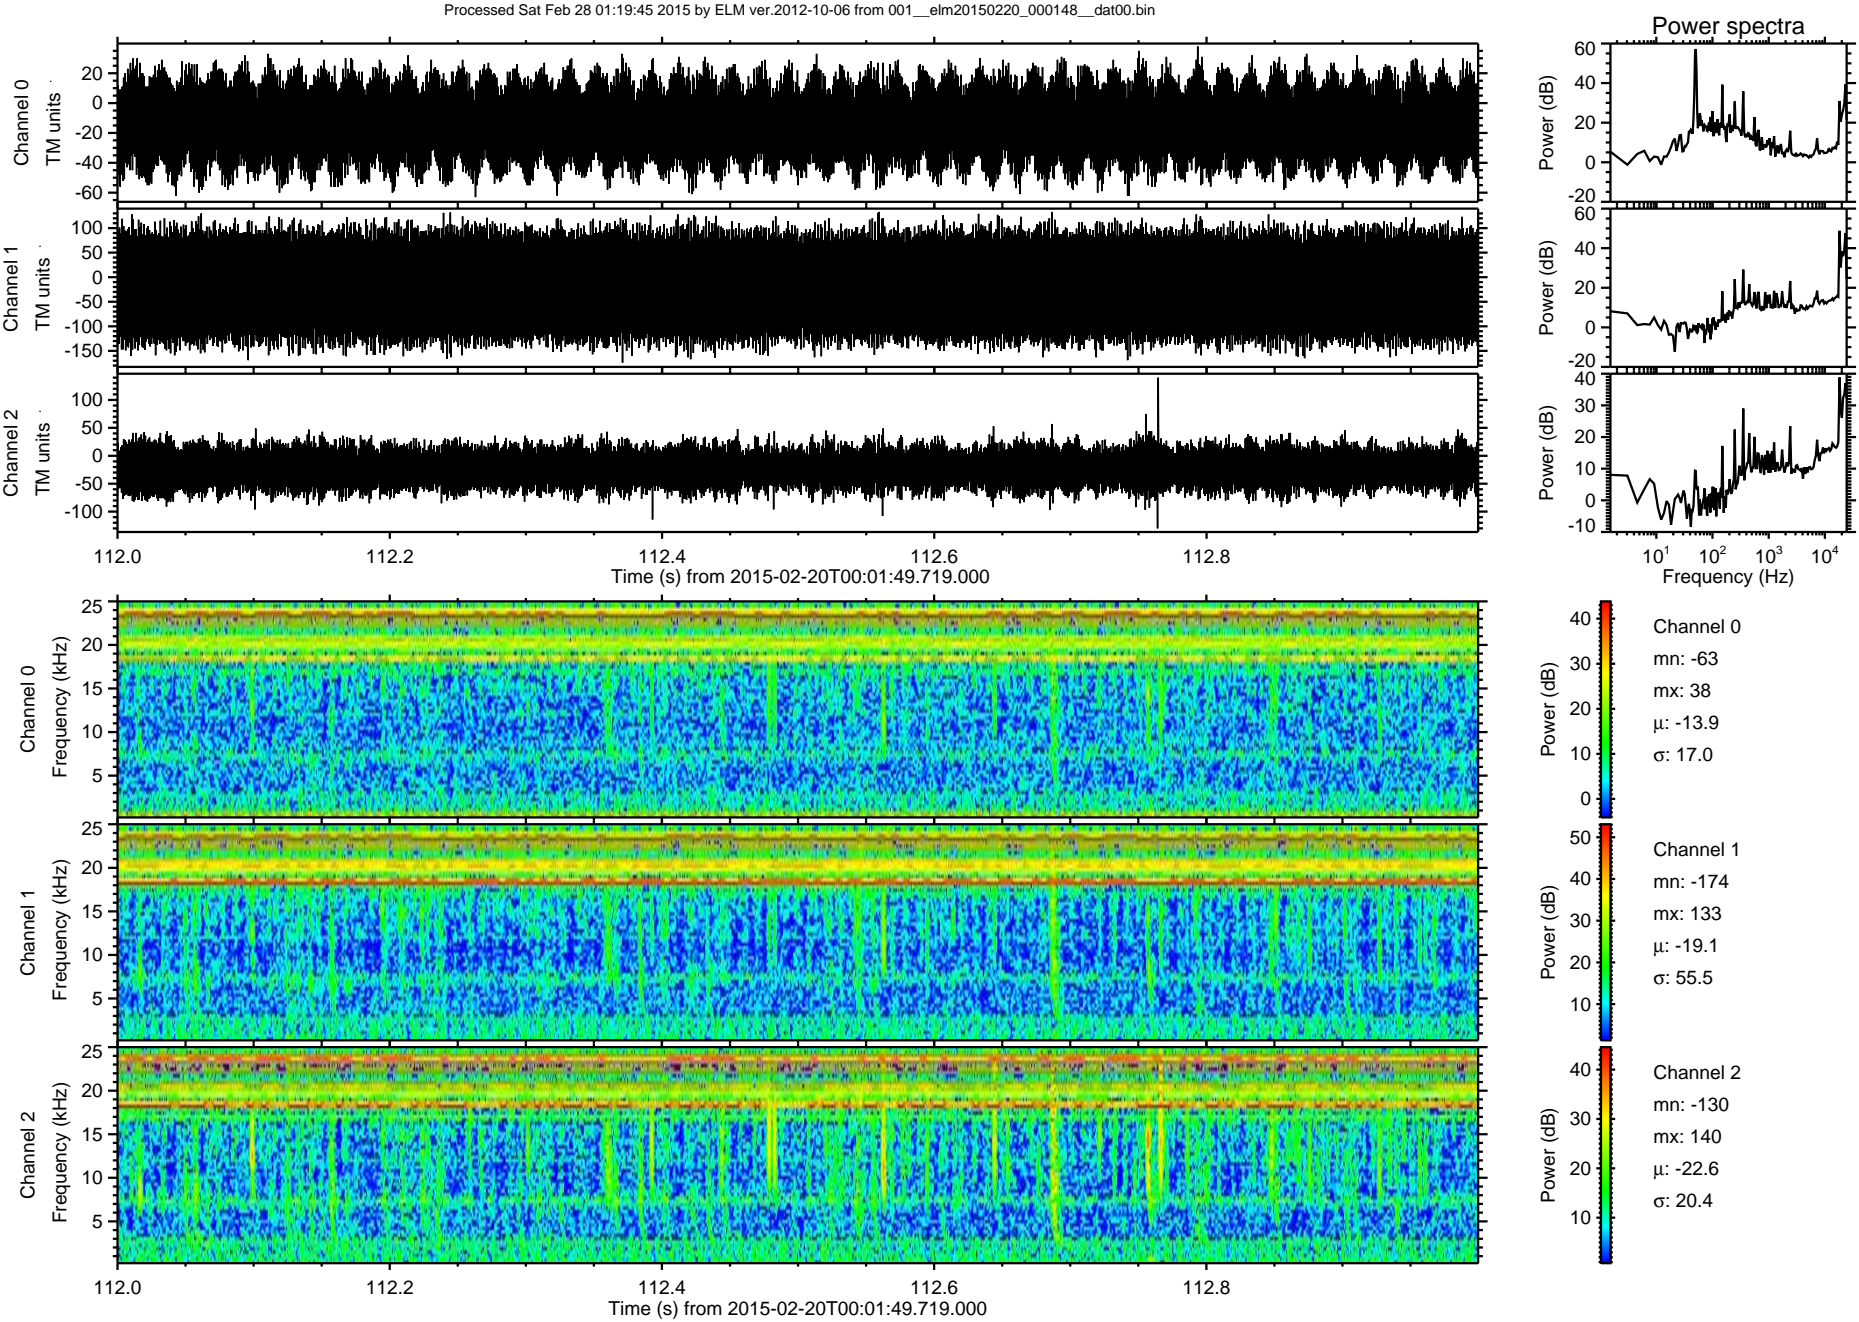 Processed Sat Feb 28 01:19:45 2015 by ELM ver.2012-10-06 from 001__elm20150220_000148__dat00.bin
Power spectra
Channel 0
TM units
20
0
-20
-40
-60
Power (dB)
60
40
20
0
-20
Channel 1
TM units
100
50
0
-50
-100
-150
Power (dB)
60
40
20
0
-20
Channel 2
TM units
100
50
0
-50
-100
Power (dB)
40
30
20
10
0
-10
112.0 112.2 112.4 112.6 112.8
Time (s) from 2015-02-20T00:01:49.719.000
10¹ 10² 10³ 10⁴
Frequency (Hz)
Channel 0
Frequency (kHz)
25
20
15
10
5
Power (dB)
40
30
20
10
0
Channel 0
mn: -63
mx: 38
μ: -13.9
σ: 17.0
Channel 1
Frequency (kHz)
25
20
15
10
5
Power (dB)
50
40
30
20
10
Channel 1
mn: -174
mx: 133
μ: -19.1
σ: 55.5
Channel 2
Frequency (kHz)
25
20
15
10
5
Power (dB)
40
30
20
10
Channel 2
mn: -130
mx: 140
μ: -22.6
σ: 20.4
112.0 112.2 112.4 112.6 112.8
Time (s) from 2015-02-20T00:01:49.719.000